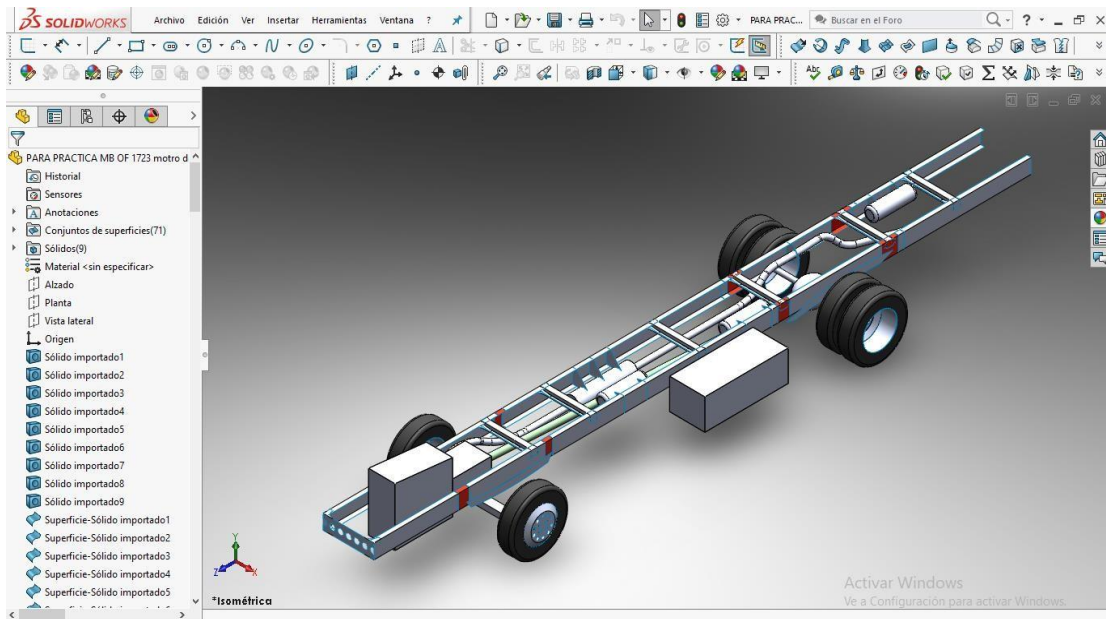 SOLIDWORKS Archivo Edición Ver Insertar Herramientas Ventana ? PARA PRAC... Buscar en el Foro ?
Abc
PARA PRACTICA MB OF 1723 motro d
Historial
Sensores
Anotaciones
Conjuntos de superficies(71)
Sólidos(9)
Material <sin especificar>
Alzado
Planta
Vista lateral
Origen
Sólido importado1
Sólido importado2
Sólido importado3
Sólido importado4
Sólido importado5
Sólido importado6
Sólido importado7
Sólido importado8
Sólido importado9
Superficie-Sólido importado1
Superficie-Sólido importado2
Superficie-Sólido importado3
Superficie-Sólido importado4
Superficie-Sólido importado5
Y
Z X
*Isométrica
Activar Windows
Ve a Configuración para activar Windows.